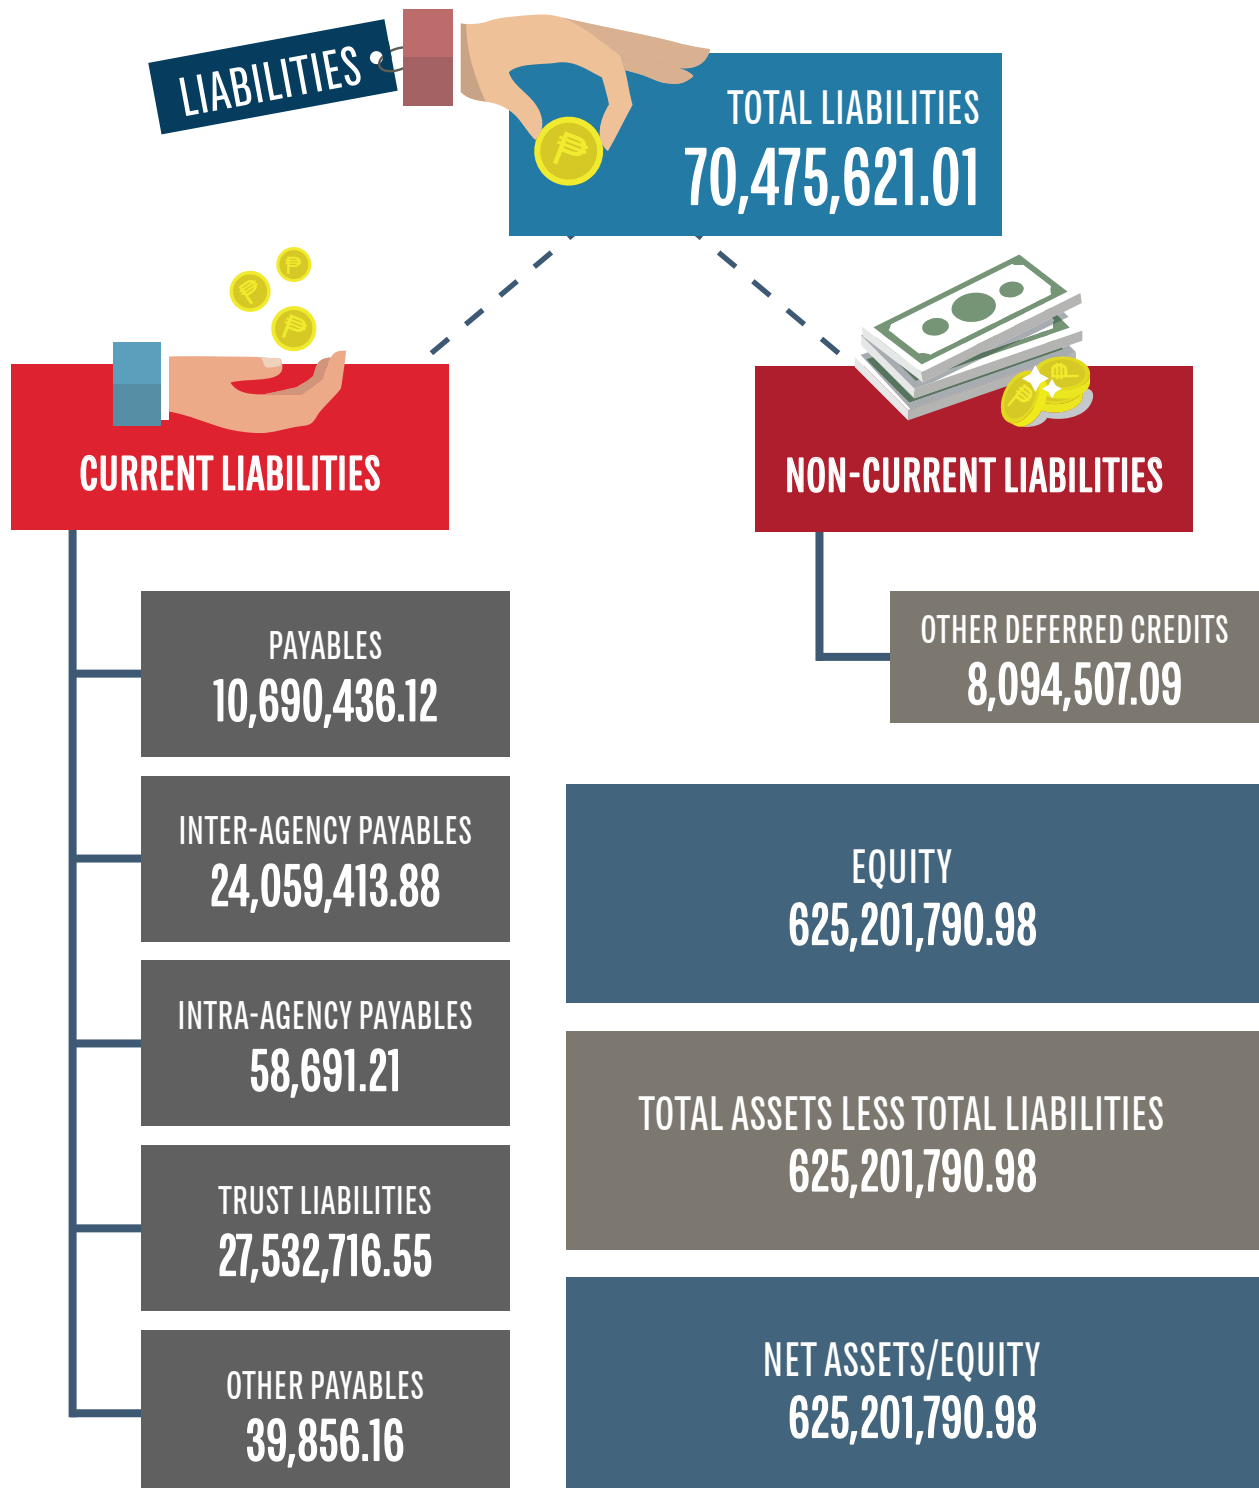 LIABILITIES
TOTAL LIABILITIES
70,475,621.01
CURRENT LIABILITIES
PAYABLES
10,690,436.12
INTER-AGENCY PAYABLES
24,059,413.88
INTRA-AGENCY PAYABLES
58,691.21
TRUST LIABILITIES
27,532,716.55
OTHER PAYABLES
39,856.16
NON-CURRENT LIABILITIES
OTHER DEFERRED CREDITS
8,094,507.09
EQUITY
625,201,790.98
TOTAL ASSETS LESS TOTAL LIABILITIES
625,201,790.98
NET ASSETS/EQUITY
625,201,790.98